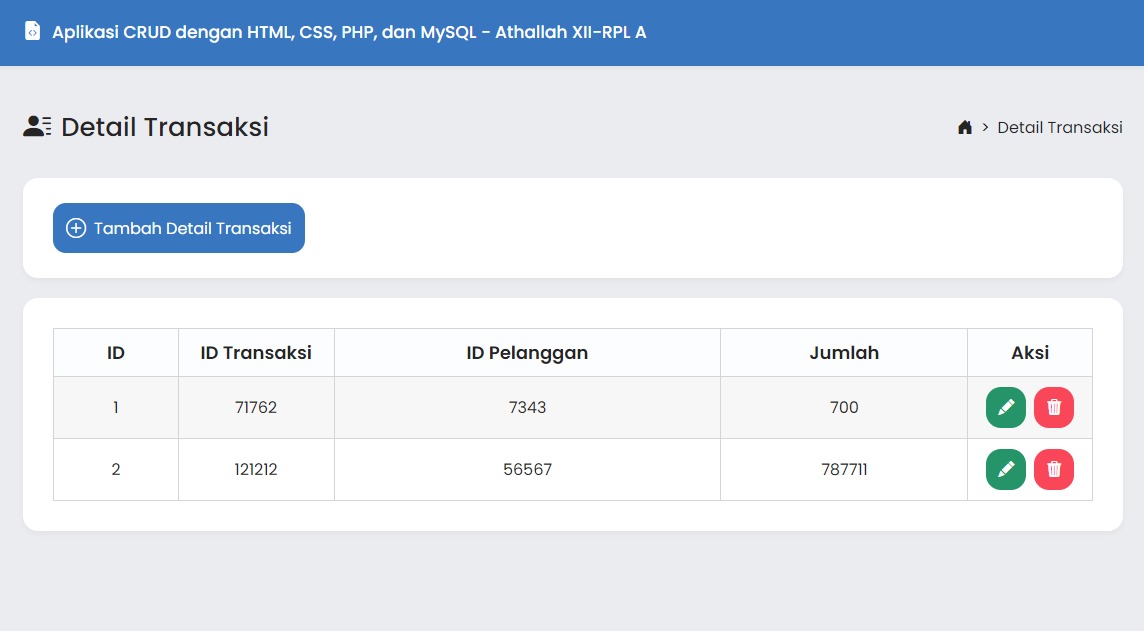 Aplikasi CRUD dengan HTML, CSS, PHP, dan MySQL - Athallah XII-RPL A
Detail Transaksi
> Detail Transaksi
Tambah Detail Transaksi
ID ID Transaksi ID Pelanggan Jumlah Aksi
1 71762 7343 700
2 121212 56567 787711